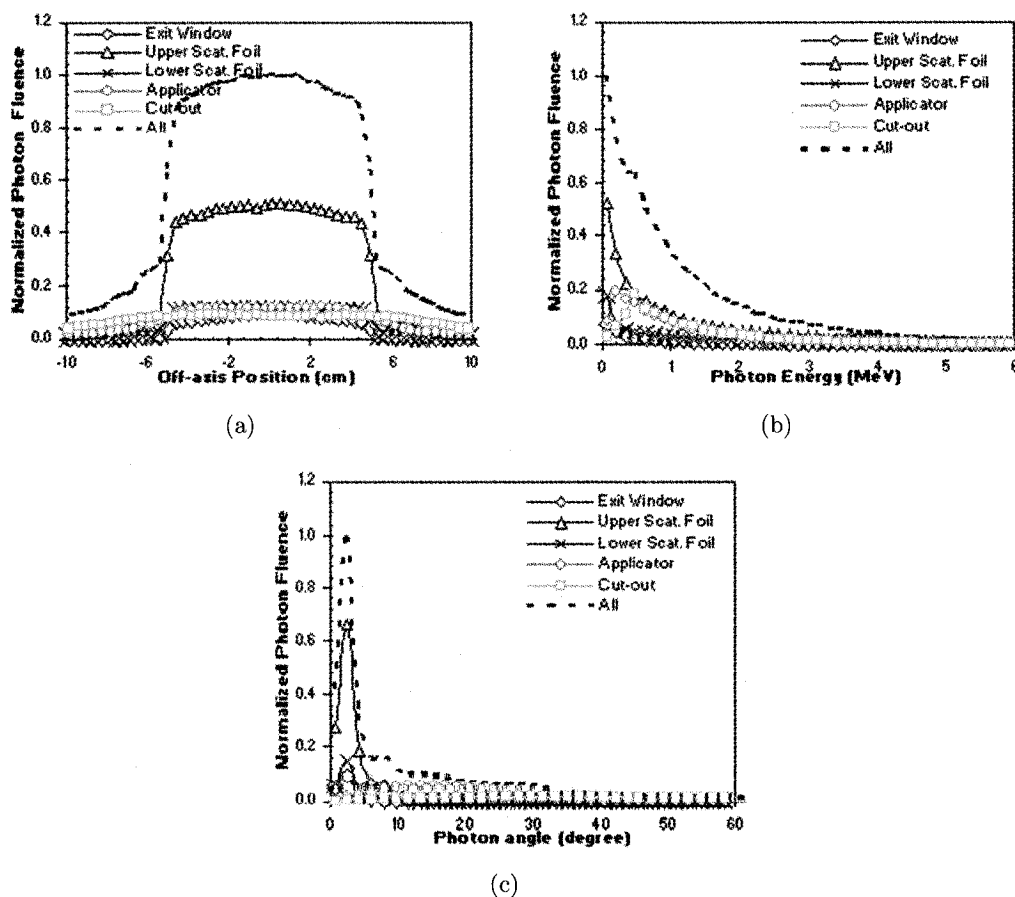 1.2
1.0
0.8
0.6
0.4
0.2
0.0
Normalized Photon Fluence
Exit Window
Upper Scat. Foil
Lower Scat. Foil
Applicator
Cut-out
All
-10 -6 -2 2 6 10
Off-axis Position (cm)
(a)
1.2
1.0
0.8
0.6
0.4
0.2
0.0
Normalized Photon Fluence
Exit Window
Upper Scat. Foil
Lower Scat. Foil
Applicator
Cut-out
All
0 1 2 3 4 5 6
Photon Energy (MeV)
(b)
1.2
1.0
0.8
0.6
0.4
0.2
0.0
Normalized Photon Fluence
Exit Window
Upper Scat. Foil
Lower Scat. Foil
Applicator
Cut-out
All
0 10 20 30 40 50 60
Photon angle (degree)
(c)